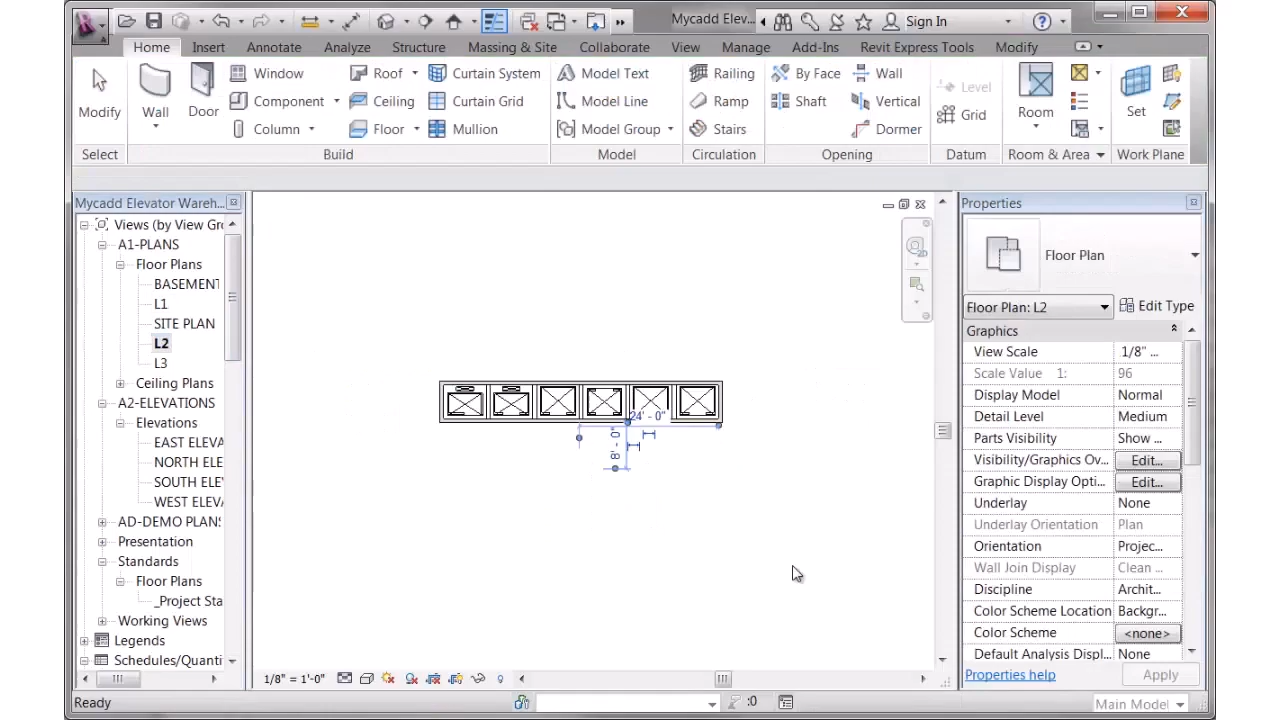 Mycadd Elev...
Sign In
Home Insert Annotate Analyze Structure Massing & Site Collaborate View Manage Add-Ins Revit Express Tools Modify
Modify
Wall
Door
Window
Component
Column
Roof
Ceiling
Floor
Curtain System
Curtain Grid
Mullion
Model Text
Model Line
Model Group
Railing
Ramp
Stairs
By Face
Shaft
Wall
Vertical
Dormer
Level
Grid
Room
Set
Select Build Model Circulation Opening Datum Room & Area Work Plane
Mycadd Elevator Wareh...
Views (by View Gr
A1-PLANS
Floor Plans
BASEMENT
L1
SITE PLAN
L2
L3
Ceiling Plans
A2-ELEVATIONS
Elevations
EAST ELEVA
NORTH ELE
SOUTH ELE
WEST ELEV
AD-DEMO PLANS
Presentation
Standards
Floor Plans
_Project Sta
Working Views
Legends
Schedules/Quanti
2D
24' - 0"
8' - 0"
Properties
Floor Plan
Floor Plan: L2 Edit Type
Graphics
View Scale 1/8" ...
Scale Value 1: 96
Display Model Normal
Detail Level Medium
Parts Visibility Show ...
Visibility/Graphics Ov... Edit...
Graphic Display Opti... Edit...
Underlay None
Underlay Orientation Plan
Orientation Projec...
Wall Join Display Clean ...
Discipline Archit...
Color Scheme Location Backgr...
Color Scheme <none>
Default Analysis Displ... None
Properties help Apply
1/8" = 1'-0"
Ready
:0
Main Model